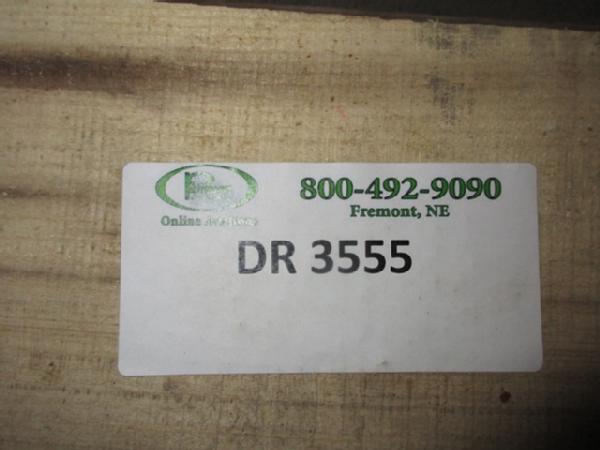 Online Auctions
800-492-9090
Fremont, NE
DR 3555